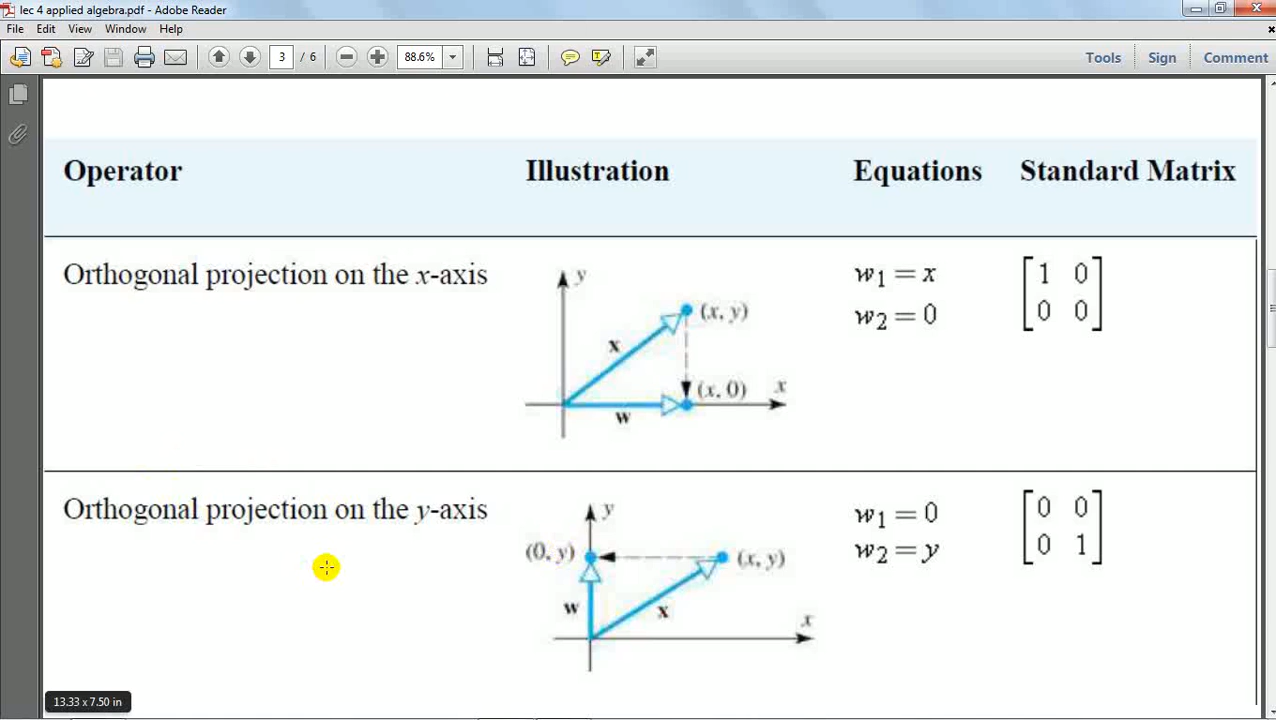 lec 4 applied algebra.pdf - Adobe Reader
File Edit View Window Help
3 / 6 88.6% Tools Sign Comment
Operator Illustration Equations Standard Matrix
Orthogonal projection on the x-axis
y
(x, y)
x
(x, 0)
x
w
w1 = x
w2 = 0
1 0
0 0
Orthogonal projection on the y-axis
y
(0, y)
(x, y)
w
x
x
w1 = 0
w2 = y
0 0
0 1
13.33 x 7.50 in